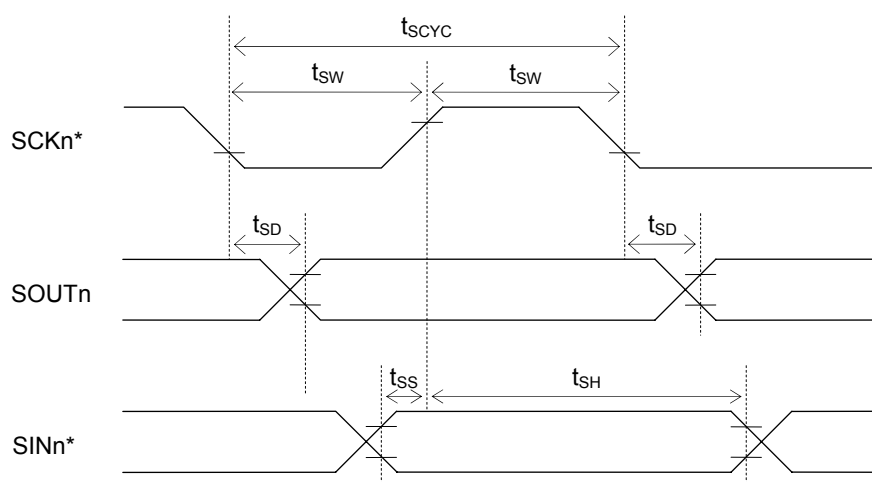 tSCYC
tSW tSW
SCKn*
tSD tSD
SOUTn
tSS tSH
SINn*